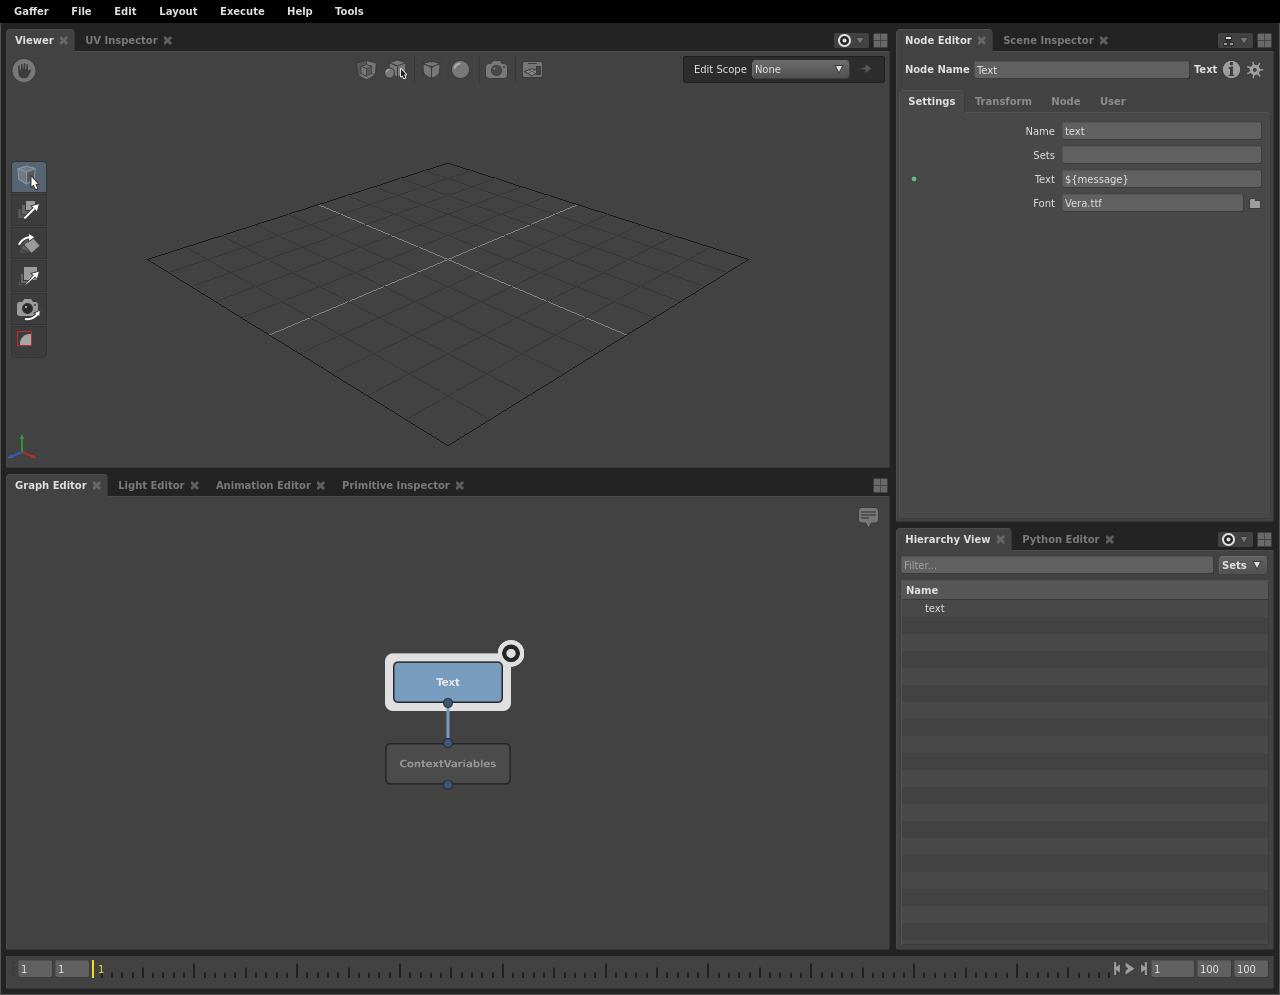 Gaffer File Edit Layout Execute Help Tools
Viewer UV Inspector
Edit Scope None
Graph Editor Light Editor Animation Editor Primitive Inspector
Text
ContextVariables
Node Editor Scene Inspector
Node Name Text Text
Settings Transform Node User
Name text
Sets
Text ${message}
Font Vera.ttf
Hierarchy View Python Editor
Filter... Sets
Name
text
1 1 1 1 100 100